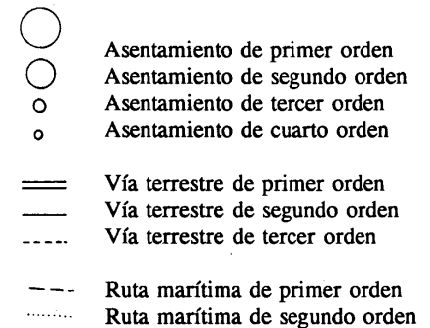 Asentamiento de primer orden
Asentamiento de segundo orden
Asentamiento de tercer orden
Asentamiento de cuarto orden
Vía terrestre de primer orden
Vía terrestre de segundo orden
Vía terrestre de tercer orden
Ruta marítima de primer orden
Ruta marítima de segundo orden